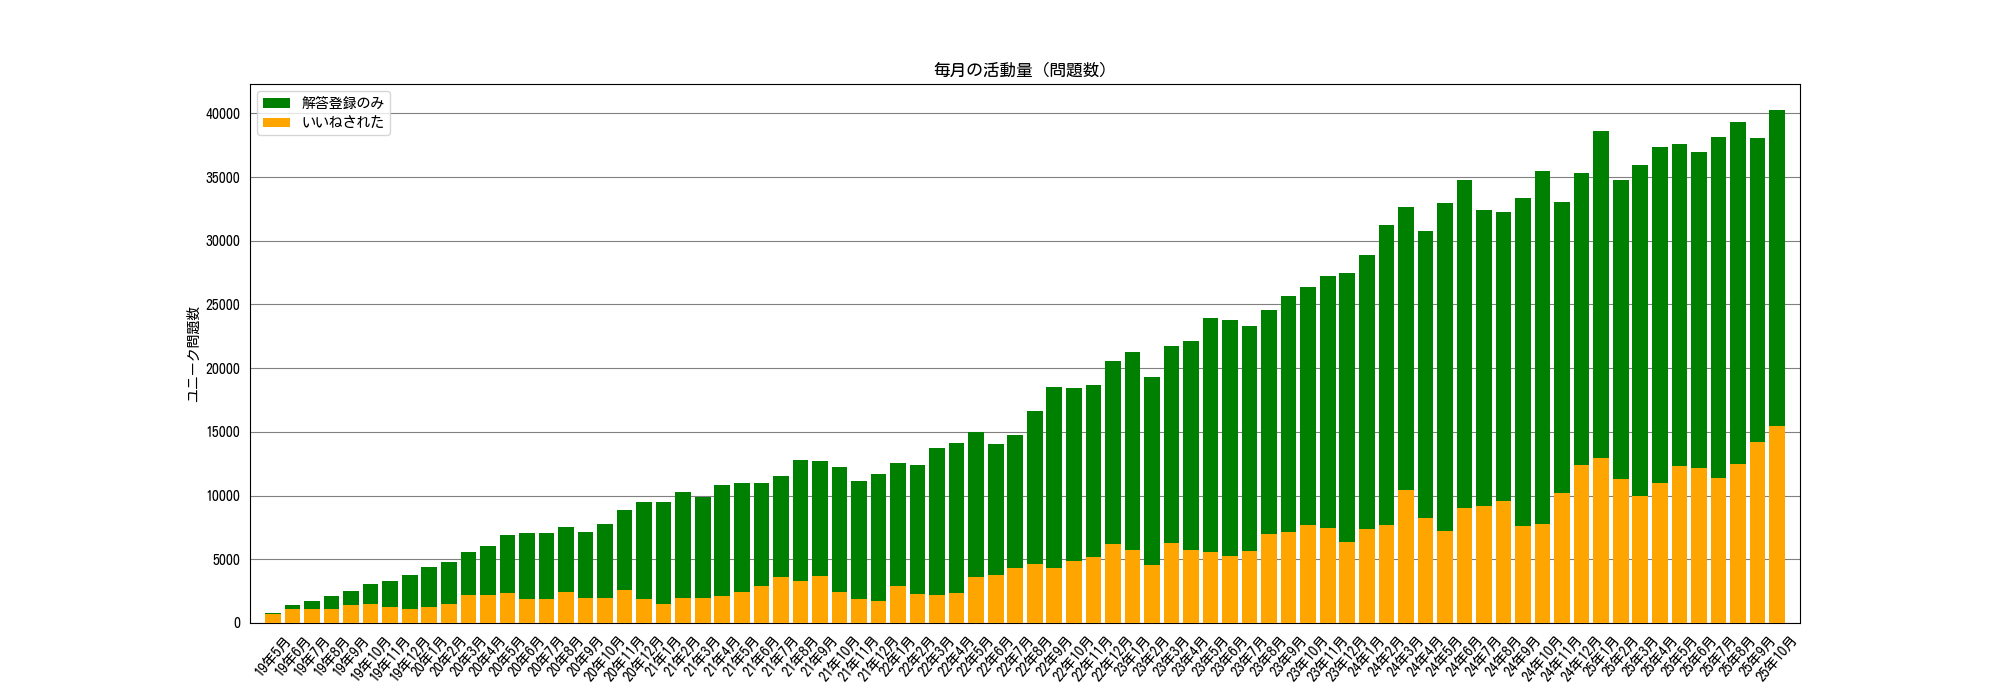 毎月の活動量（問題数）
解答登録のみ
いいねされた
ユニーク問題数
40000
35000
30000
25000
20000
15000
10000
5000
0
19年5月
19年6月
19年7月
19年8月
19年9月
19年10月
19年11月
19年12月
20年1月
20年2月
20年3月
20年4月
20年5月
20年6月
20年7月
20年8月
20年9月
20年10月
20年11月
20年12月
21年1月
21年2月
21年3月
21年4月
21年5月
21年6月
21年7月
21年8月
21年9月
21年10月
21年11月
21年12月
22年1月
22年2月
22年3月
22年4月
22年5月
22年6月
22年7月
22年8月
22年9月
22年10月
22年11月
22年12月
23年1月
23年2月
23年3月
23年4月
23年5月
23年6月
23年7月
23年8月
23年9月
23年10月
23年11月
23年12月
24年1月
24年2月
24年3月
24年4月
24年5月
24年6月
24年7月
24年8月
24年9月
24年10月
24年11月
24年12月
25年1月
25年2月
25年3月
25年4月
25年5月
25年6月
25年7月
25年8月
25年9月
25年10月